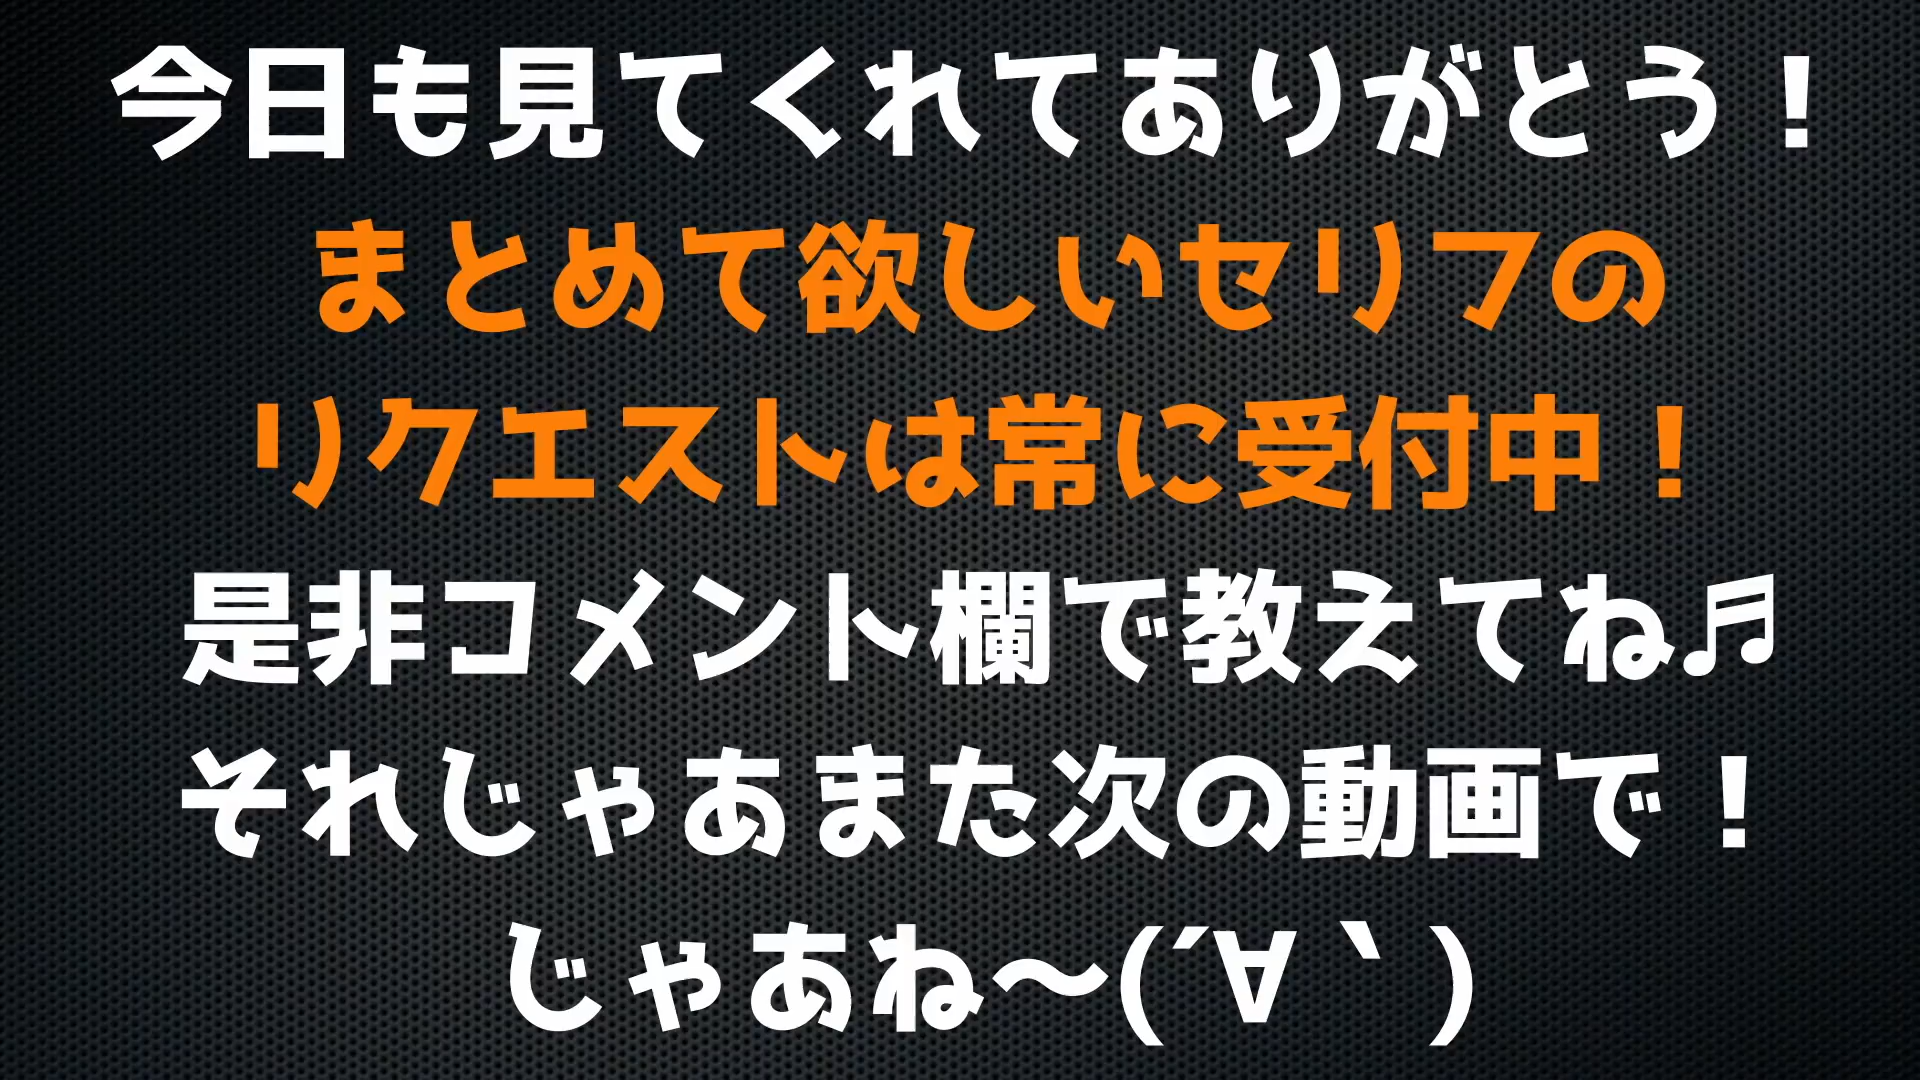 今日も見てくれてありがとう！
まとめて欲しいセリフの
リクエストは常に受付中！
是非コメント欄で教えてね♬
それじゃあまた次の動画で！
じゃあね〜(´∀｀)